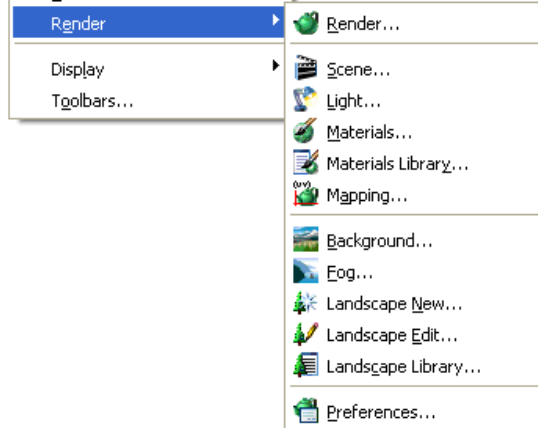 Render
Display
Toolbars...
Render...
Scene...
Light...
Materials...
Materials Library...
(UV)
Mapping...
Background...
Fog...
Landscape New...
Landscape Edit...
Landscape Library...
Preferences...